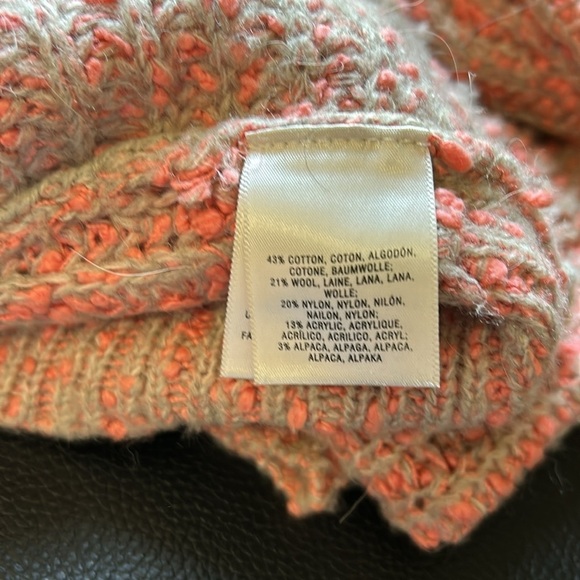 43% COTTON, COTON, ALGODÓN,
COTONE, BAUMWOLLE;
21% WOOL, LAINE, LANA, LANA,
WOLLE;
20% NYLON, NYLON, NILÓN,
NAILON, NYLON;
13% ACRYLIC, ACRYLIQUE,
ACRÍLICO, ACRILICO, ACRYL;
3% ALPACA, ALPAGA, ALPACA,
ALPACA, ALPAKA
FA